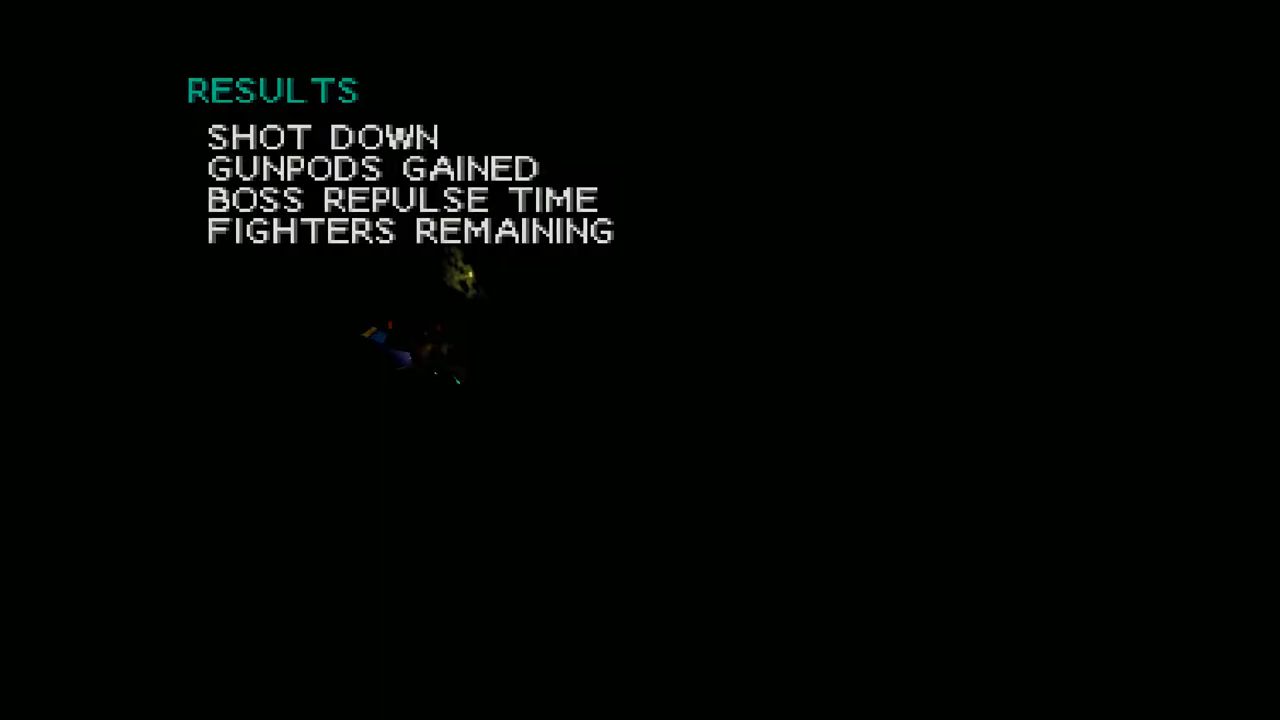 RESULTS
SHOT DOWN
GUNPODS GAINED
BOSS REPULSE TIME
FIGHTERS REMAINING